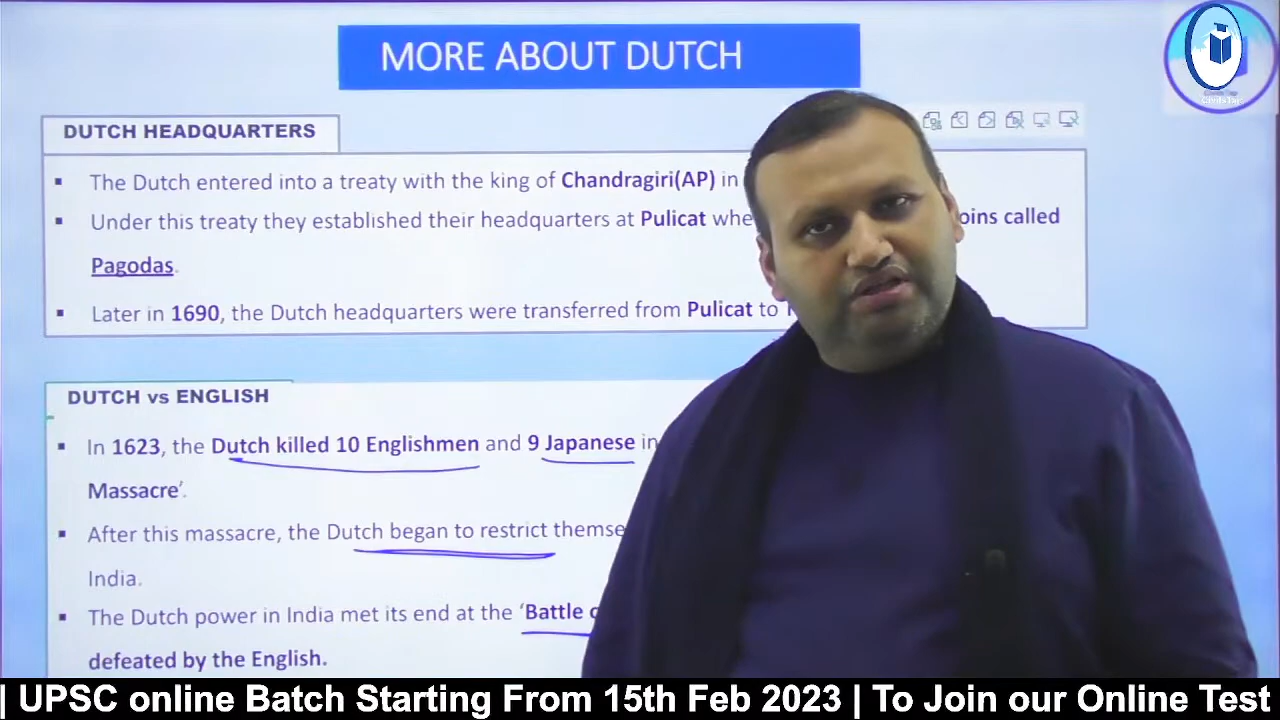 MORE ABOUT DUTCH
DUTCH HEADQUARTERS
▪ The Dutch entered into a treaty with the king of Chandragiri(AP) in
▪ Under this treaty they established their headquarters at Pulicat whe oins called
Pagodas.
▪ Later in 1690, the Dutch headquarters were transferred from Pulicat to
DUTCH vs ENGLISH
▪ In 1623, the Dutch killed 10 Englishmen and 9 Japanese in
Massacre'.
▪ After this massacre, the Dutch began to restrict themse
India.
▪ The Dutch power in India met its end at the 'Battle
defeated by the English.
| UPSC online Batch Starting From 15th Feb 2023 | To Join our Online Test